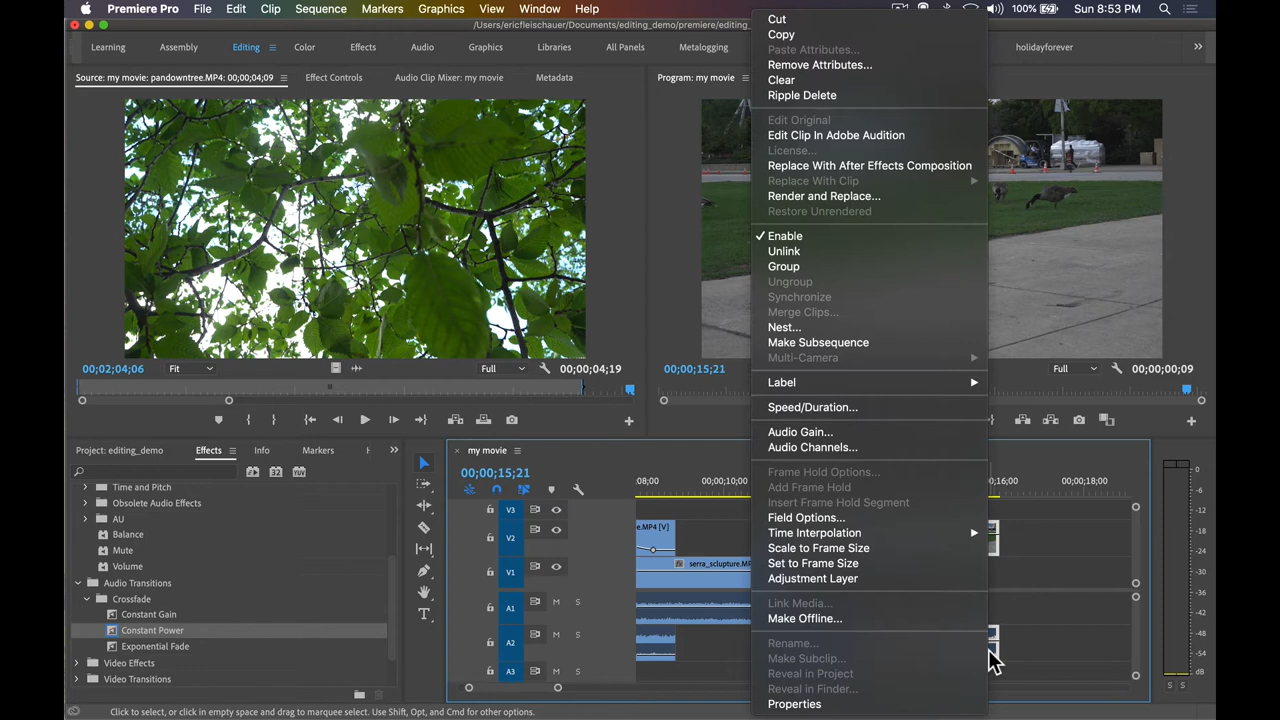 Premiere Pro File Edit Clip Sequence Markers Graphics View Window Help 100% Sun 8:53 PM
/Users/ericfleischauer/Documents/editing_demo/premiere/editing_
Learning Assembly Editing Color Effects Audio Graphics Libraries All Panels Metalogging holidayforever
Source: my movie: pandowntree.MP4: 00;00;04;09 Effect Controls Audio Clip Mixer: my movie Metadata Program: my movie
Cut
Copy
Paste Attributes...
Remove Attributes...
Clear
Ripple Delete
Edit Original
Edit Clip In Adobe Audition
License...
Replace With After Effects Composition
Replace With Clip
Render and Replace...
Restore Unrendered
Enable
Unlink
Group
Ungroup
Synchronize
Merge Clips...
Nest...
Make Subsequence
Multi-Camera
Label
Speed/Duration...
Audio Gain...
Audio Channels...
Frame Hold Options...
Add Frame Hold
Insert Frame Hold Segment
Field Options...
Time Interpolation
Scale to Frame Size
Set to Frame Size
Adjustment Layer
Link Media...
Make Offline...
Rename...
Make Subclip...
Reveal in Project
Reveal in Finder...
Properties
00;02;04;06 Fit Full 00;00;04;19 00;00;15;21 Full 00;00;00;09
Project: editing_demo Effects Info Markers
Time and Pitch
Obsolete Audio Effects
AU
Balance
Mute
Volume
Audio Transitions
Crossfade
Constant Gain
Constant Power
Exponential Fade
Video Effects
Video Transitions
my movie
00;00;15;21
:08;00 00;00;10;00 00;00;16;00 00;00;18;00
V3
V2 e.MP4 [V]
V1 serra_sclupture.MP
A1 M S
A2 M S
A3 M S
0
-6
-12
-18
-24
-30
-36
-42
-48
-54
dB
S S
Click to select, or click in empty space and drag to marquee select. Use Shift, Opt, and Cmd for other options.